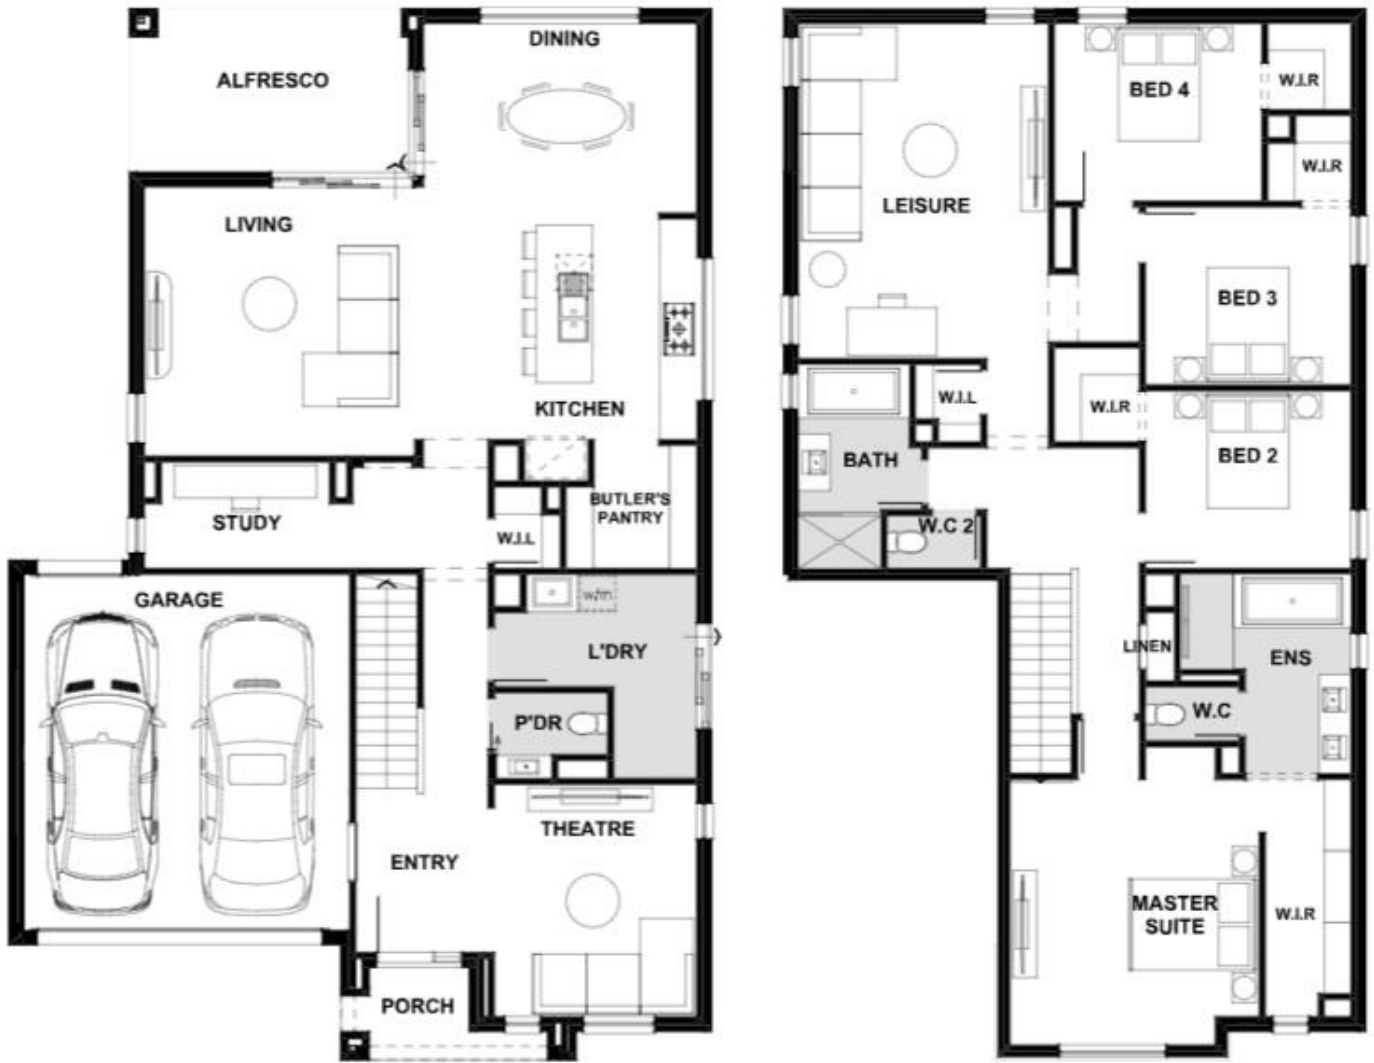 DINING
ALFRESCO
LIVING
KITCHEN
STUDY
BUTLER'S
PANTRY
W.I.L
GARAGE
w/m
L'DRY
P'DR
THEATRE
ENTRY
PORCH
BED 4
W.I.R
W.I.R
LEISURE
BED 3
W.I.L
W.I.R
BATH
BED 2
W.C 2
LINEN
ENS
W.C
MASTER
SUITE
W.I.R